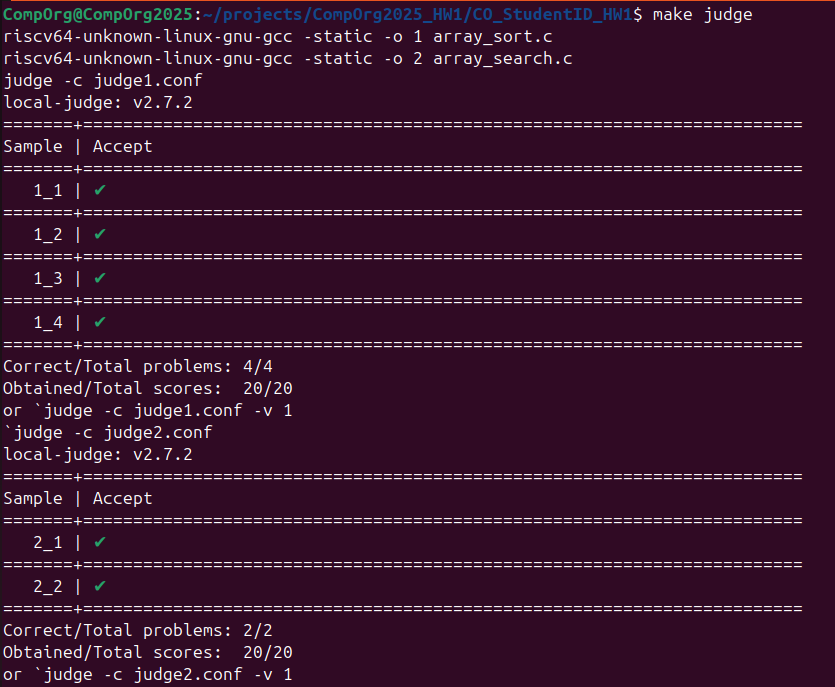 CompOrg@CompOrg2025:~/projects/CompOrg2025_HW1/CO_StudentID_HW1$ make judge
riscv64-unknown-linux-gnu-gcc -static -o 1 array_sort.c
riscv64-unknown-linux-gnu-gcc -static -o 2 array_search.c
judge -c judge1.conf
local-judge: v2.7.2
=======+========================================================================
Sample | Accept
=======+========================================================================
   1_1 | ✔
=======+========================================================================
   1_2 | ✔
=======+========================================================================
   1_3 | ✔
=======+========================================================================
   1_4 | ✔
=======+========================================================================
Correct/Total problems: 4/4
Obtained/Total scores:  20/20
or `judge -c judge1.conf -v 1
`judge -c judge2.conf
local-judge: v2.7.2
=======+========================================================================
Sample | Accept
=======+========================================================================
   2_1 | ✔
=======+========================================================================
   2_2 | ✔
=======+========================================================================
Correct/Total problems: 2/2
Obtained/Total scores:  20/20
or `judge -c judge2.conf -v 1